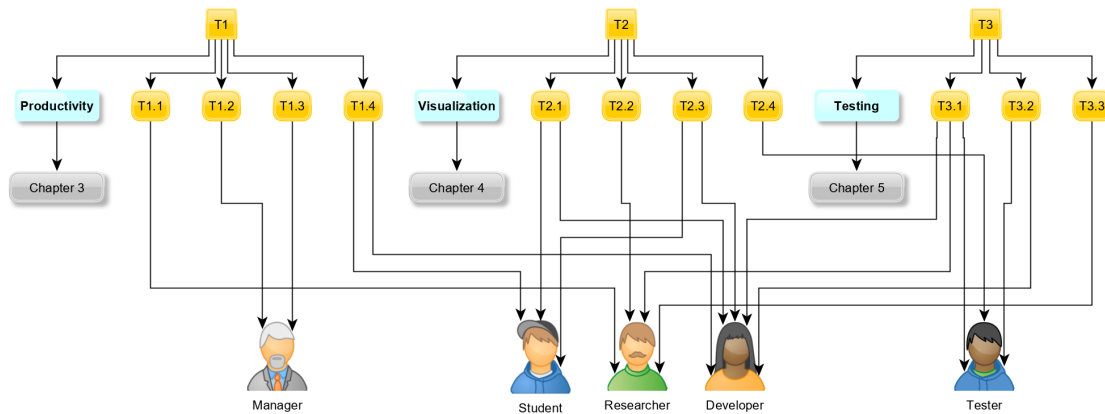 T1
T2
T3
Productivity
T1.1
T1.2
T1.3
T1.4
Visualization
T2.1
T2.2
T2.3
T2.4
Testing
T3.1
T3.2
T3.3
Chapter 3
Chapter 4
Chapter 5
Manager
Student
Researcher
Developer
Tester